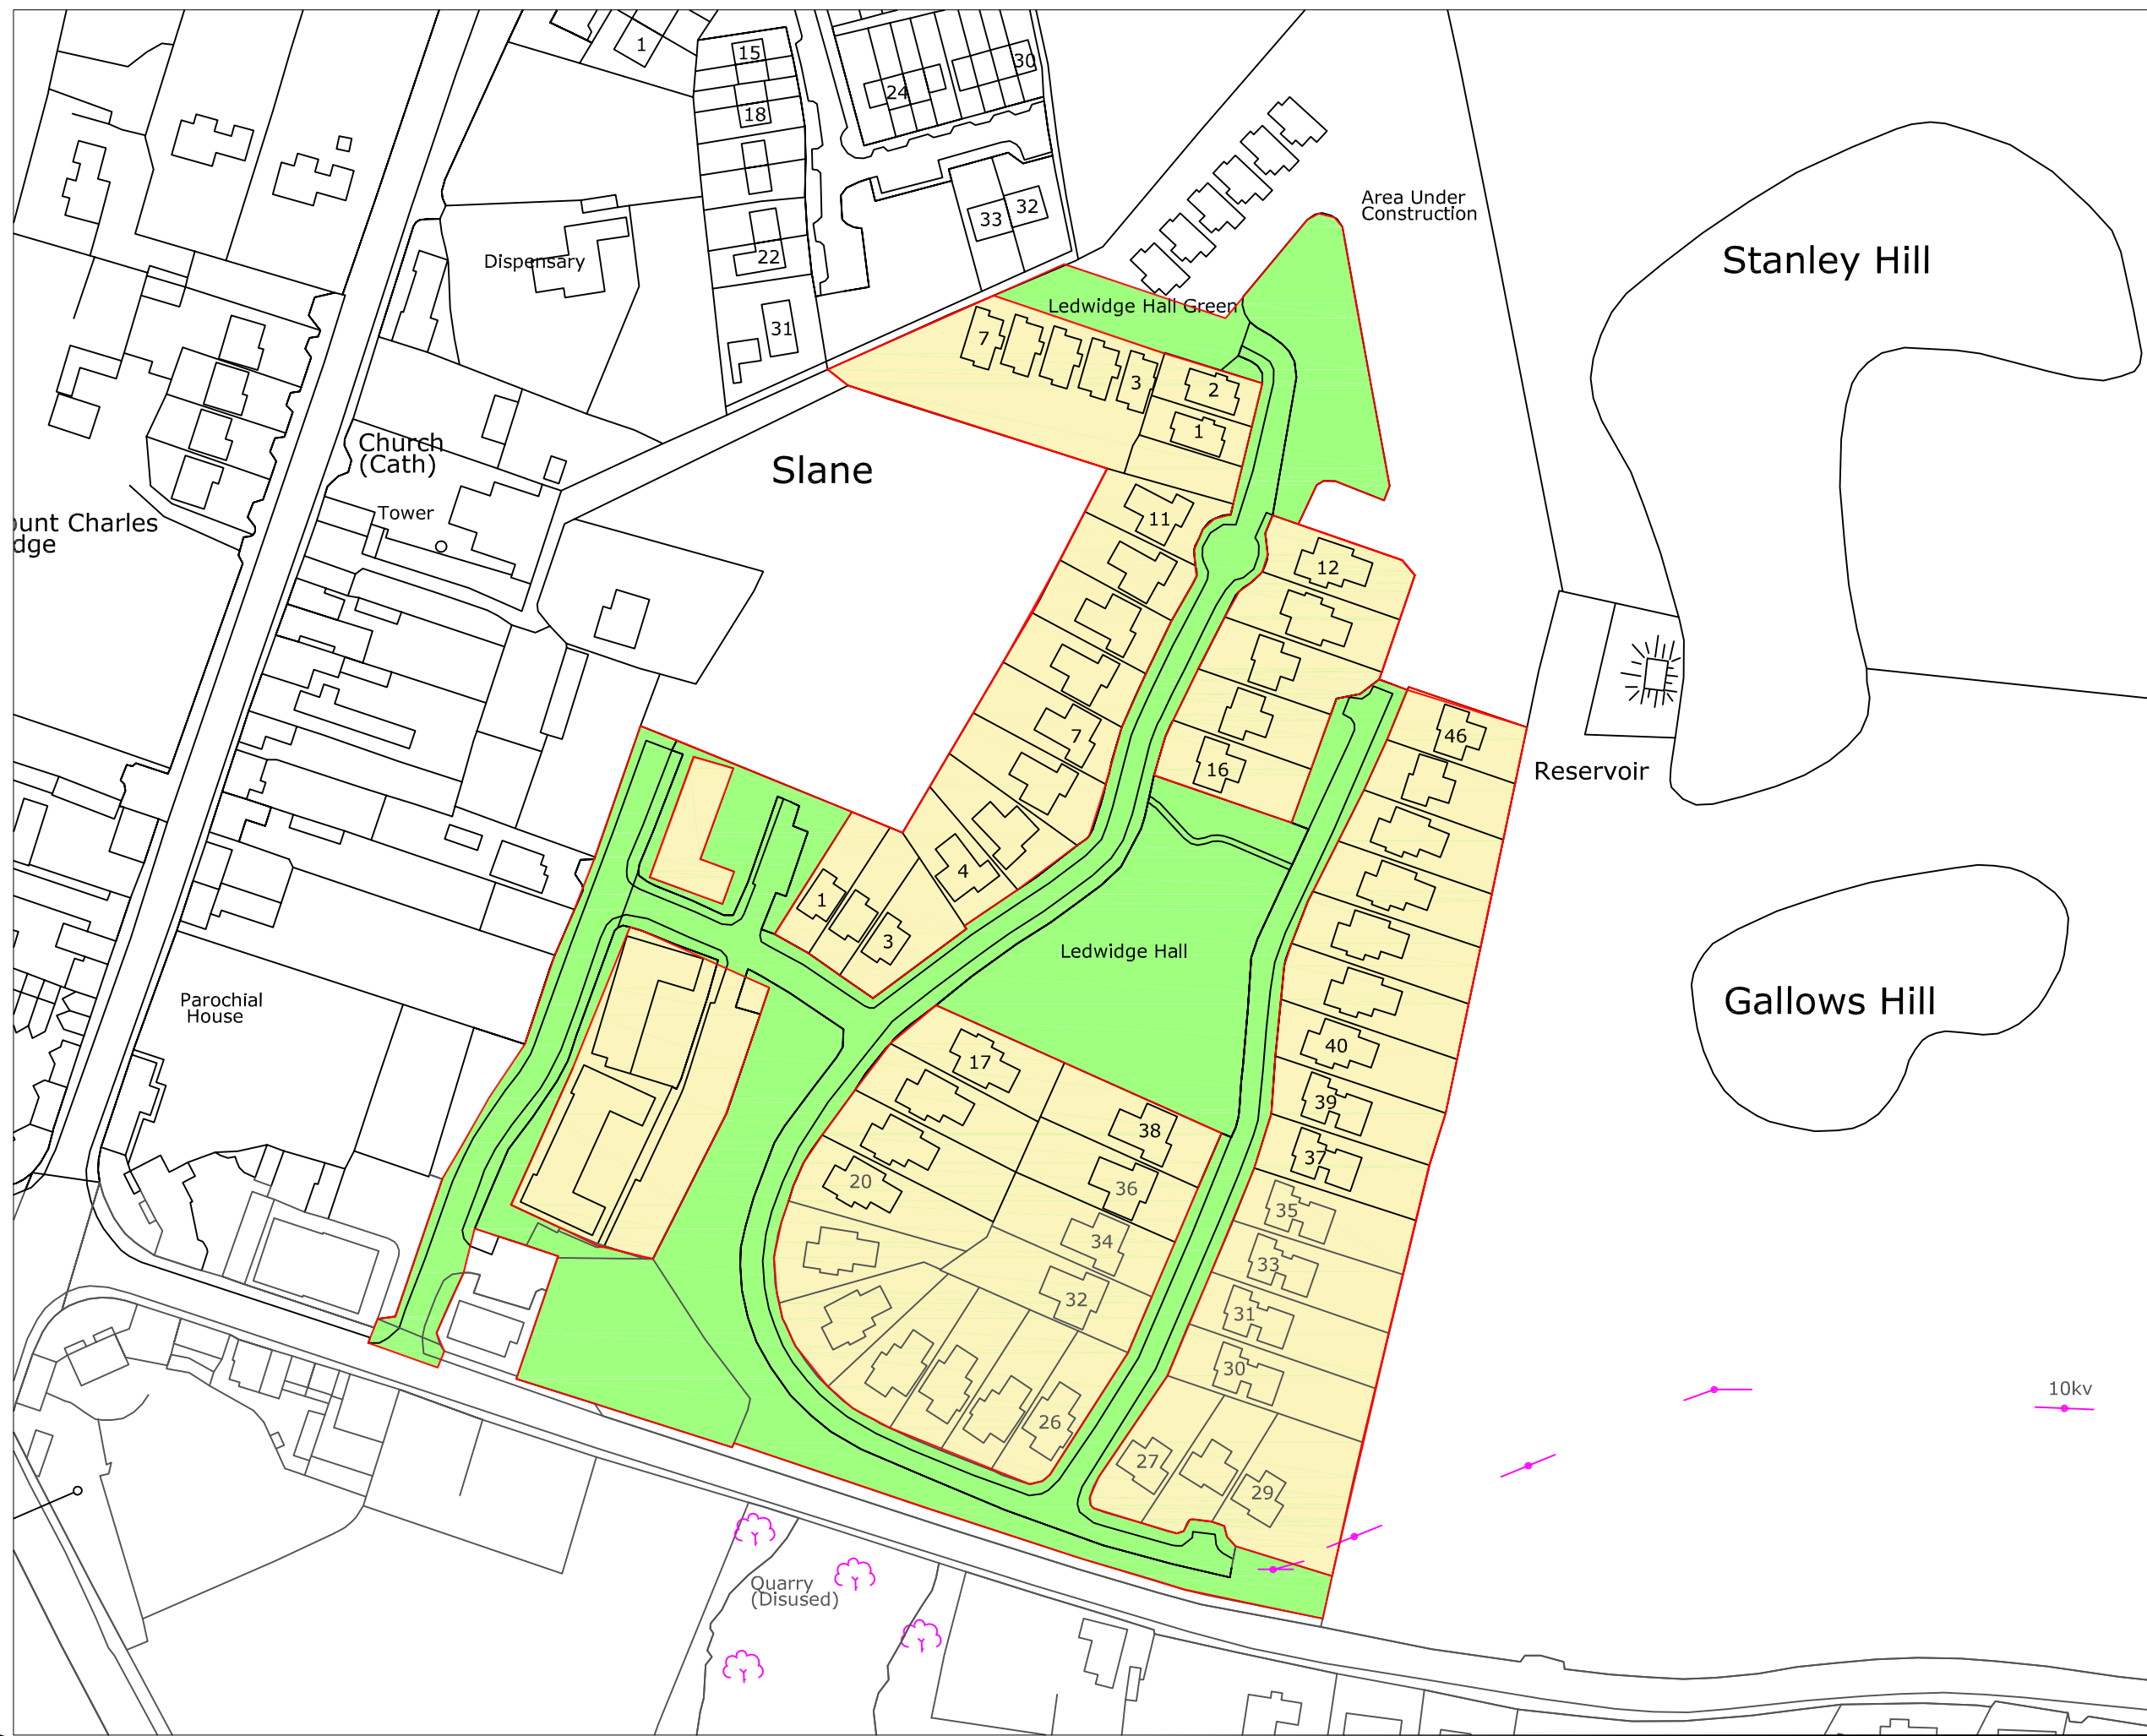 1
15
30
24
18
Area Under
Construction
33
32
Dispensary
22
Stanley Hill
Ledwidge Hall Green
31
7
3
2
1
Church
(Cath)
Slane
Tower
11
ount Charles
dge
12
7
46
16
Reservoir
4
1
3
Ledwidge Hall
Parochial
House
Gallows Hill
40
17
39
38
37
20
36
35
34
33
32
31
30
10kv
26
27
29
Quarry
(Disused)